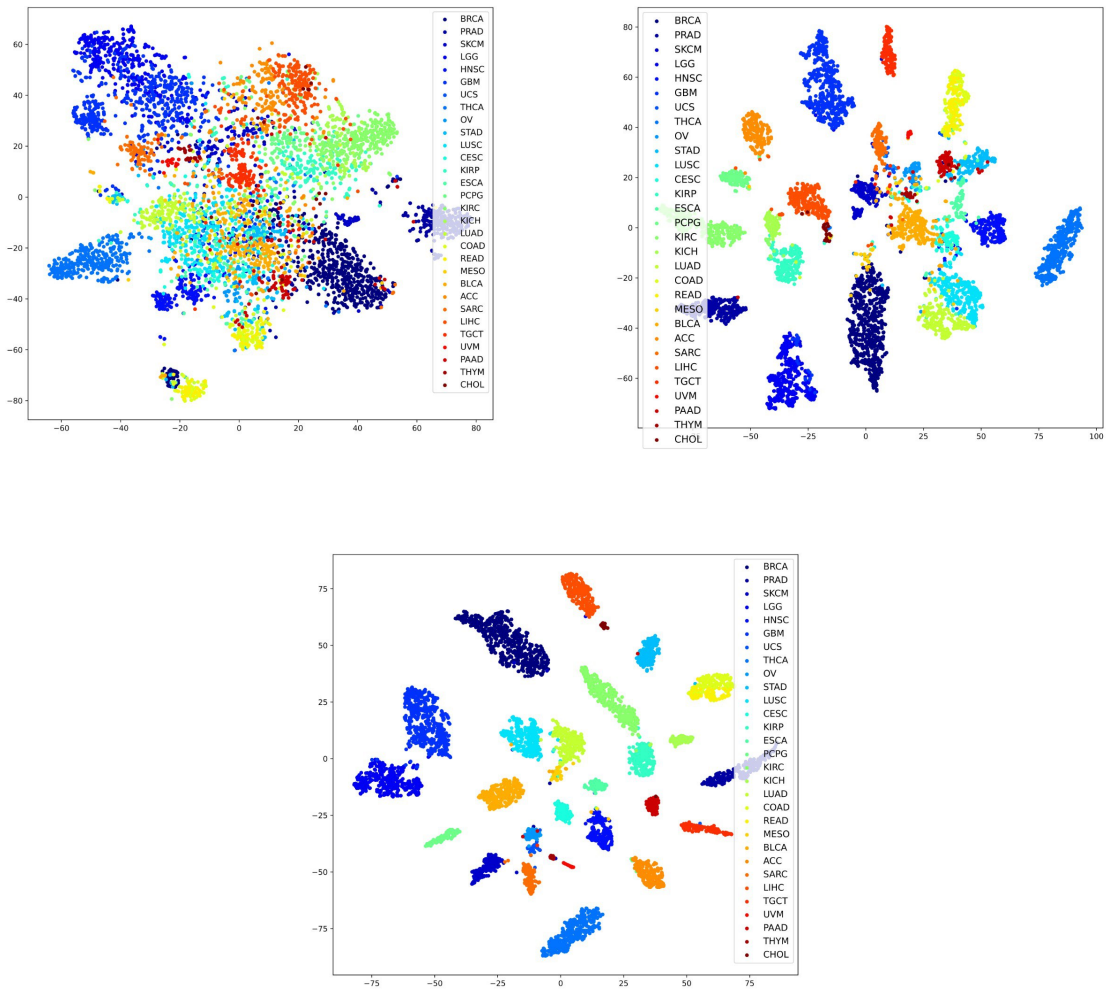 60
40
20
0
−20
−40
−60
−80
−60
−40
−20
0
20
40
60
80
BRCA
PRAD
SKCM
LGG
HNSC
GBM
UCS
THCA
OV
STAD
LUSC
CESC
KIRP
ESCA
PCPG
KIRC
KICH
LUAD
COAD
READ
MESO
BLCA
ACC
SARC
LIHC
TGCT
UVM
PAAD
THYM
CHOL
80
60
40
20
0
−20
−40
−60
−50
−25
0
25
50
75
100
BRCA
PRAD
SKCM
LGG
HNSC
GBM
UCS
THCA
OV
STAD
LUSC
CESC
KIRP
ESCA
PCPG
KIRC
KICH
LUAD
COAD
READ
MESO
BLCA
ACC
SARC
LIHC
TGCT
UVM
PAAD
THYM
CHOL
75
50
25
0
−25
−50
−75
−75
−50
−25
0
25
50
75
BRCA
PRAD
SKCM
LGG
HNSC
GBM
UCS
THCA
OV
STAD
LUSC
CESC
KIRP
ESCA
PCPG
KIRC
KICH
LUAD
COAD
READ
MESO
BLCA
ACC
SARC
LIHC
TGCT
UVM
PAAD
THYM
CHOL